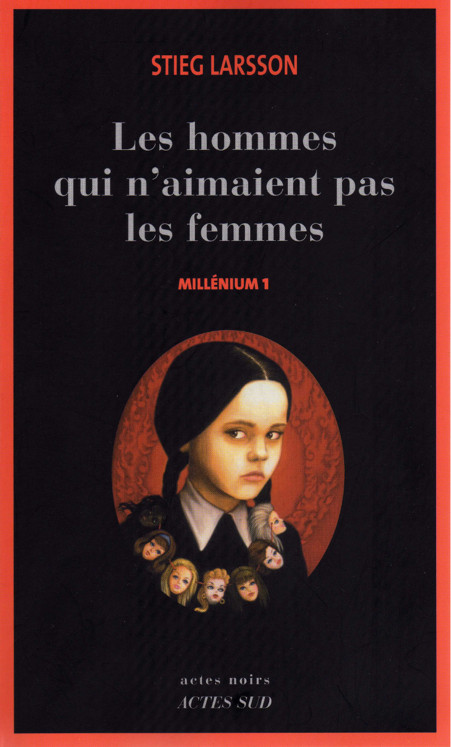 STIEG LARSSON
Les hommes
qui n'aimaient pas
les femmes
MILLÉNIUM 1
actes noirs
ACTES SUD